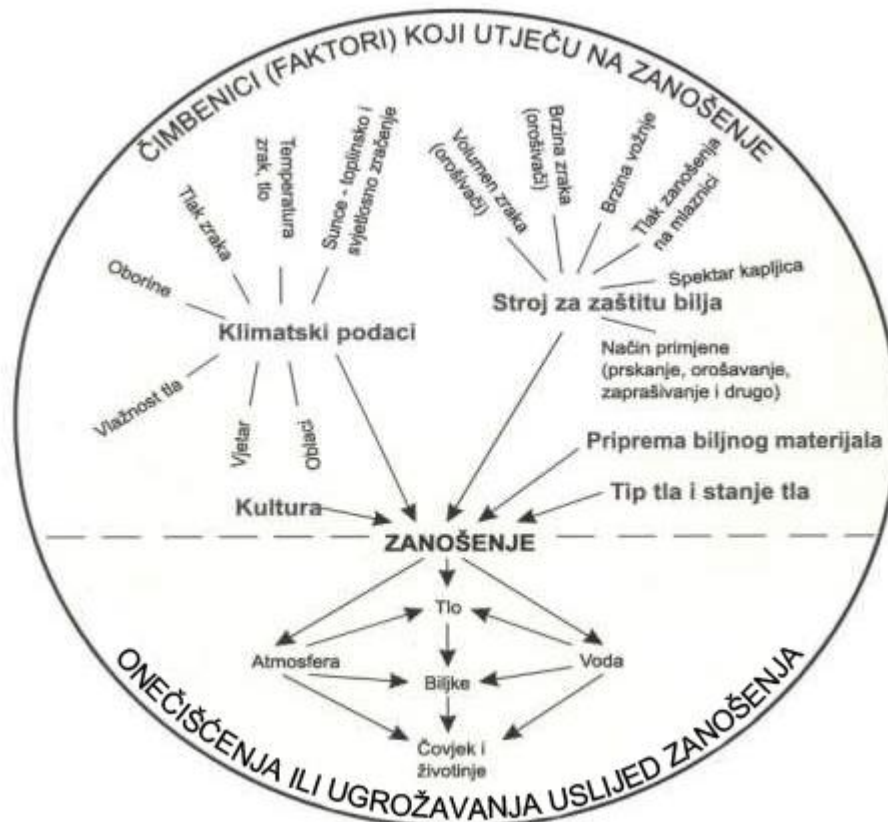 ČIMBENICI (FAKTORI) KOJI UTJEČU NA ZANOŠENJE
Vlažnost tla
Oborine
Tlak zraka
Temperatura
zrak, tlo
Sunce - toplinsko i
svjetlosno zračenje
Klimatski podaci
Vjetar
Oblaci
Volumen zraka
(orošivači)
Brzina zraka
(orošivači)
Brzina vožnje
Tlak zanošenja
na mlaznici
Spektar kapljica
Stroj za zaštitu bilja
Način primjene
(prskanje, orošavanje,
zaprašivanje i drugo)
Priprema biljnog materijala
Kultura
Tip tla i stanje tla
ZANOŠENJE
Tlo
Atmosfera
Voda
Biljke
Čovjek i
životinje
ONEČIŠĆENJA ILI UGROŽAVANJA USLIJED ZANOŠENJA